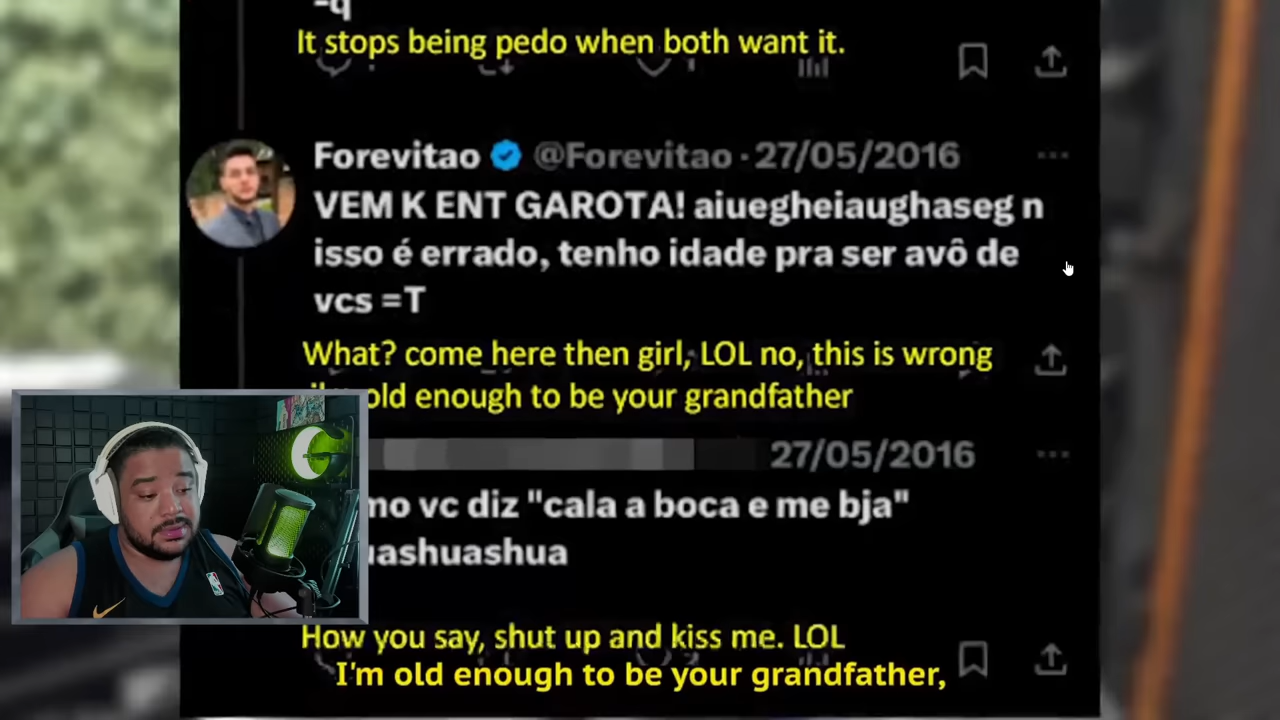 -q
It stops being pedo when both want it.
Forevitao @Forevitao · 27/05/2016
VEM K ENT GAROTA! aiuegheiaughaseg n
isso é errado, tenho idade pra ser avô de
vcs =T
What? come here then girl, LOL no, this is wrong
old enough to be your grandfather
27/05/2016
mo vc diz "cala a boca e me bja"
uashuashua
How you say, shut up and kiss me. LOL
I'm old enough to be your grandfather,